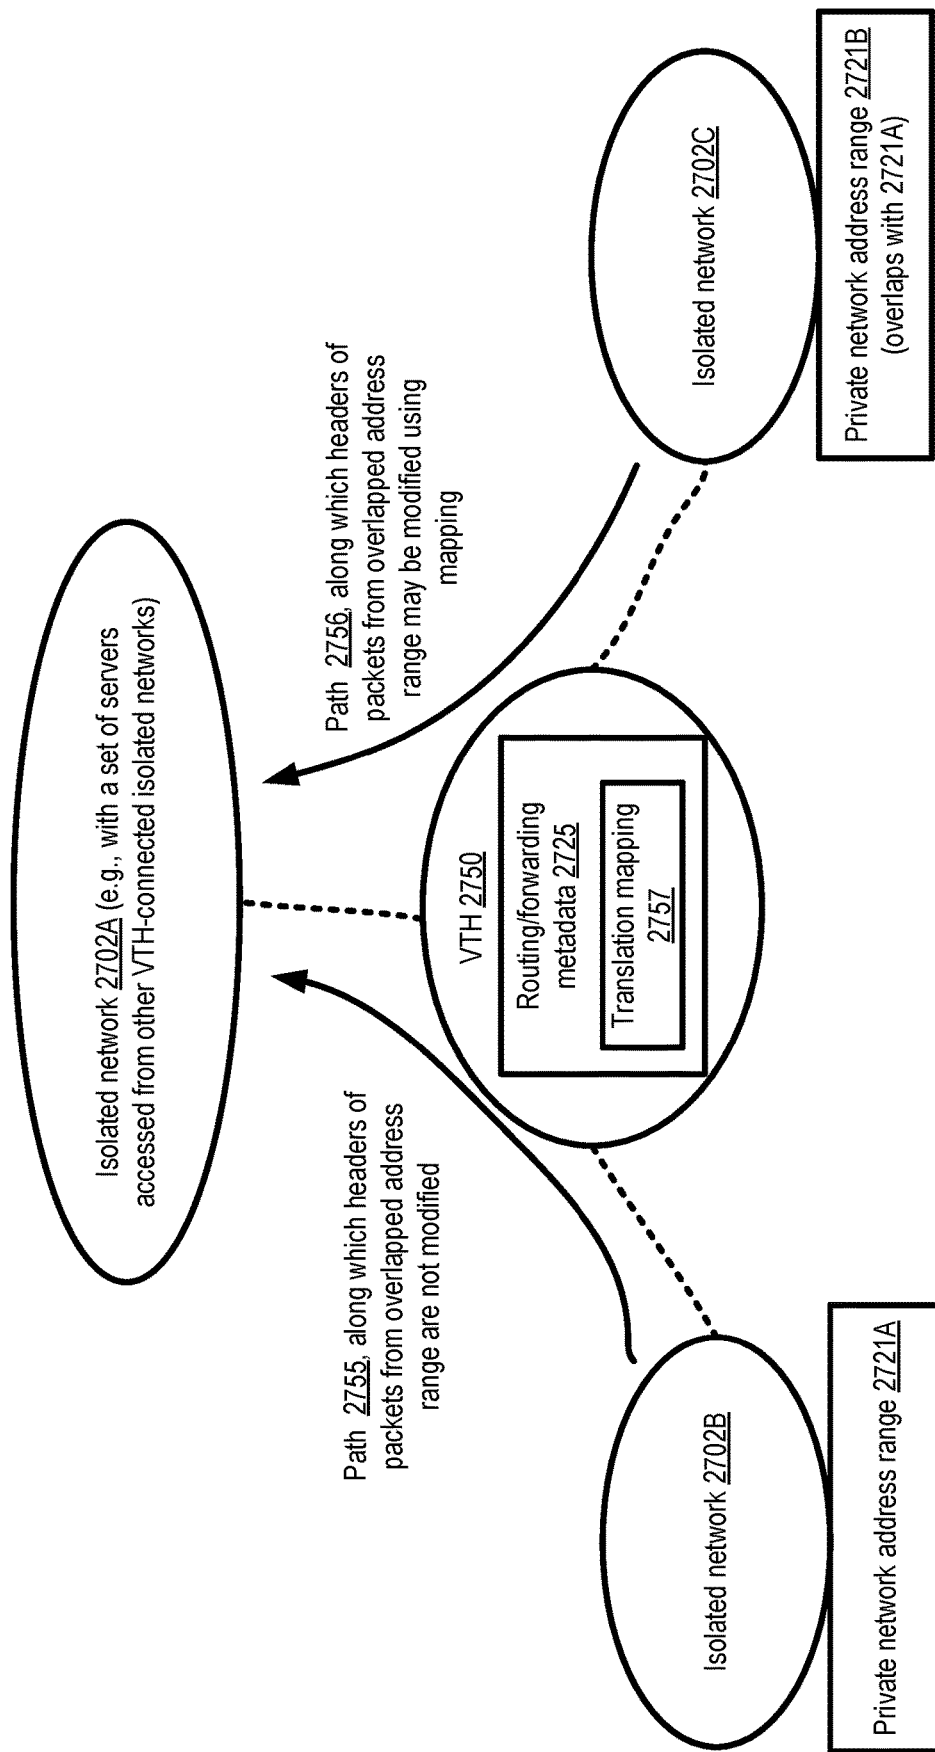 Isolated network 2702A (e.g., with a set of servers
accessed from other VTH-connected isolated networks)
Path 2755, along which headers of
packets from overlapped address
range are not modified
Path 2756, along which headers of
packets from overlapped address
range may be modified using
mapping
VTH 2750
Routing/forwarding
metadata 2725
Translation mapping
2757
Isolated network 2702B
Private network address range 2721A
Isolated network 2702C
Private network address range 2721B
(overlaps with 2721A)